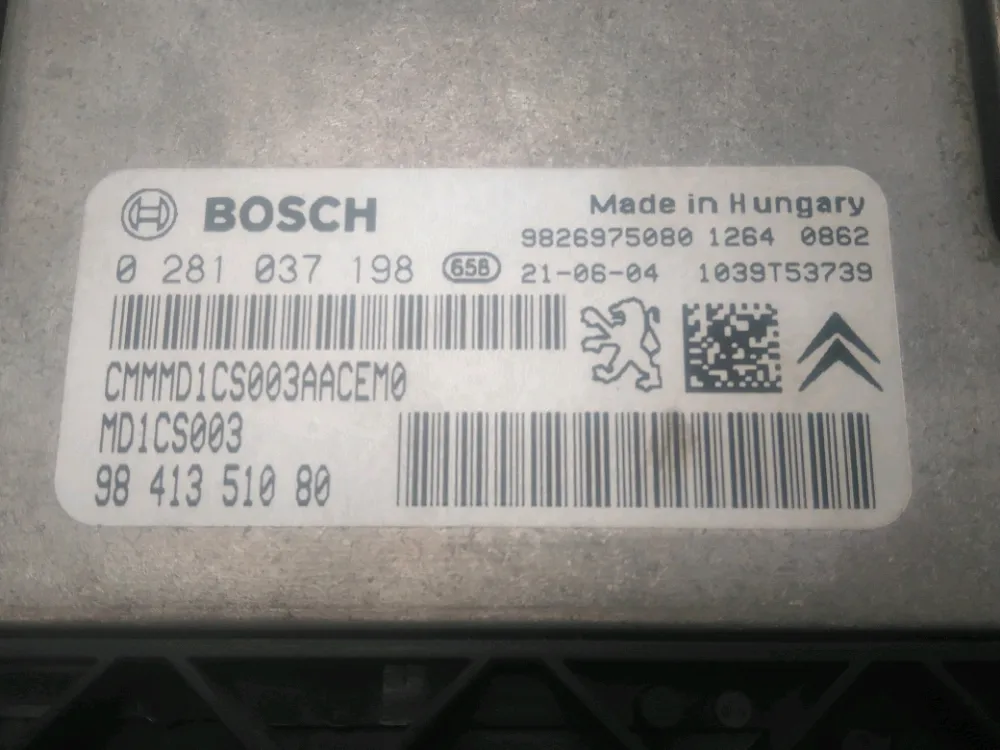 BOSCH
Made in Hungary
9826975080 1264 0862
0 281 037 198 658 21-06-04 1039T53739
CMMMD1CS003AACEM0
MD1CS003
98 413 510 80